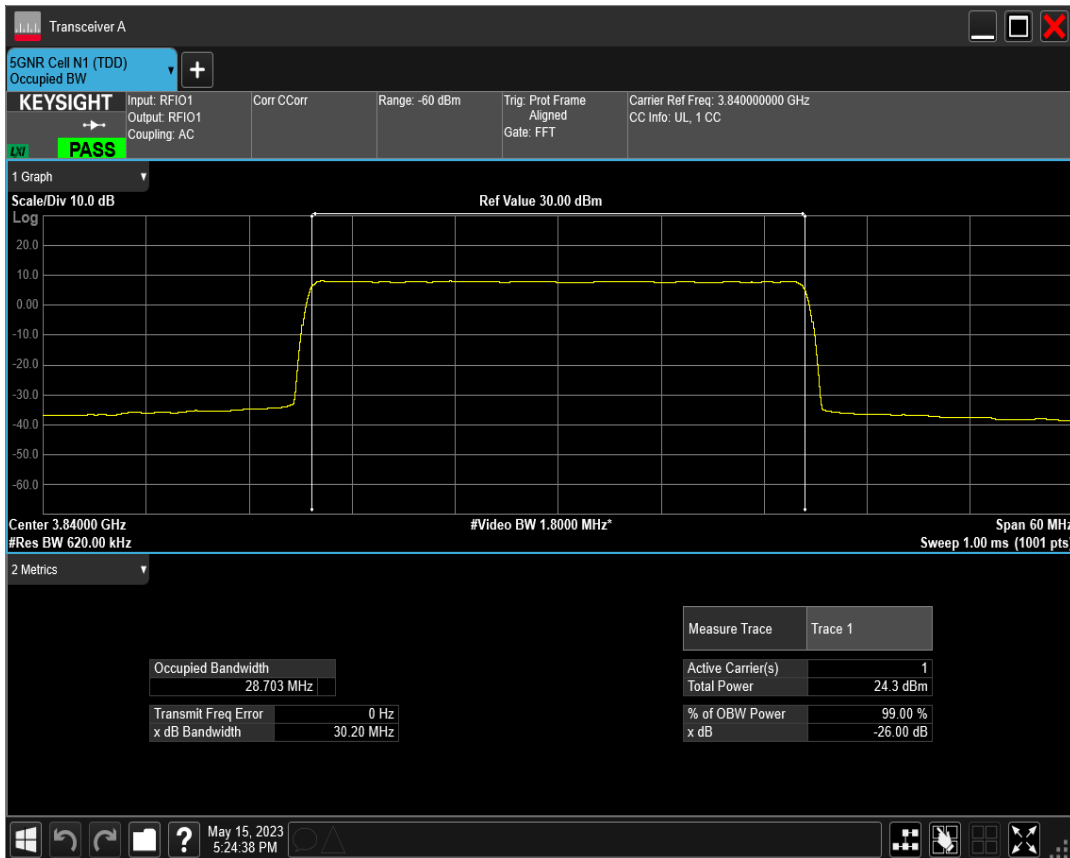 Transceiver A
5GNR Cell N1 (TDD)
Occupied BW
+
KEYSIGHT
LXI
PASS
Input: RFIO1
Output: RFIO1
Coupling: AC
Corr CCorr
Range: -60 dBm
Trig: Prot Frame
Aligned
Gate: FFT
Carrier Ref Freq: 3.840000000 GHz
CC Info: UL, 1 CC
1 Graph
Scale/Div 10.0 dB
Ref Value 30.00 dBm
Log
20.0
10.0
0.00
-10.0
-20.0
-30.0
-40.0
-50.0
-60.0
Center 3.84000 GHz
#Video BW 1.8000 MHz*
Span 60 MHz
#Res BW 620.00 kHz
Sweep 1.00 ms (1001 pts)
2 Metrics
Measure Trace Trace 1
Occupied Bandwidth
28.703 MHz
Active Carrier(s) 1
Total Power 24.3 dBm
Transmit Freq Error 0 Hz
x dB Bandwidth 30.20 MHz
% of OBW Power 99.00 %
x dB -26.00 dB
?
May 15, 2023
5:24:38 PM